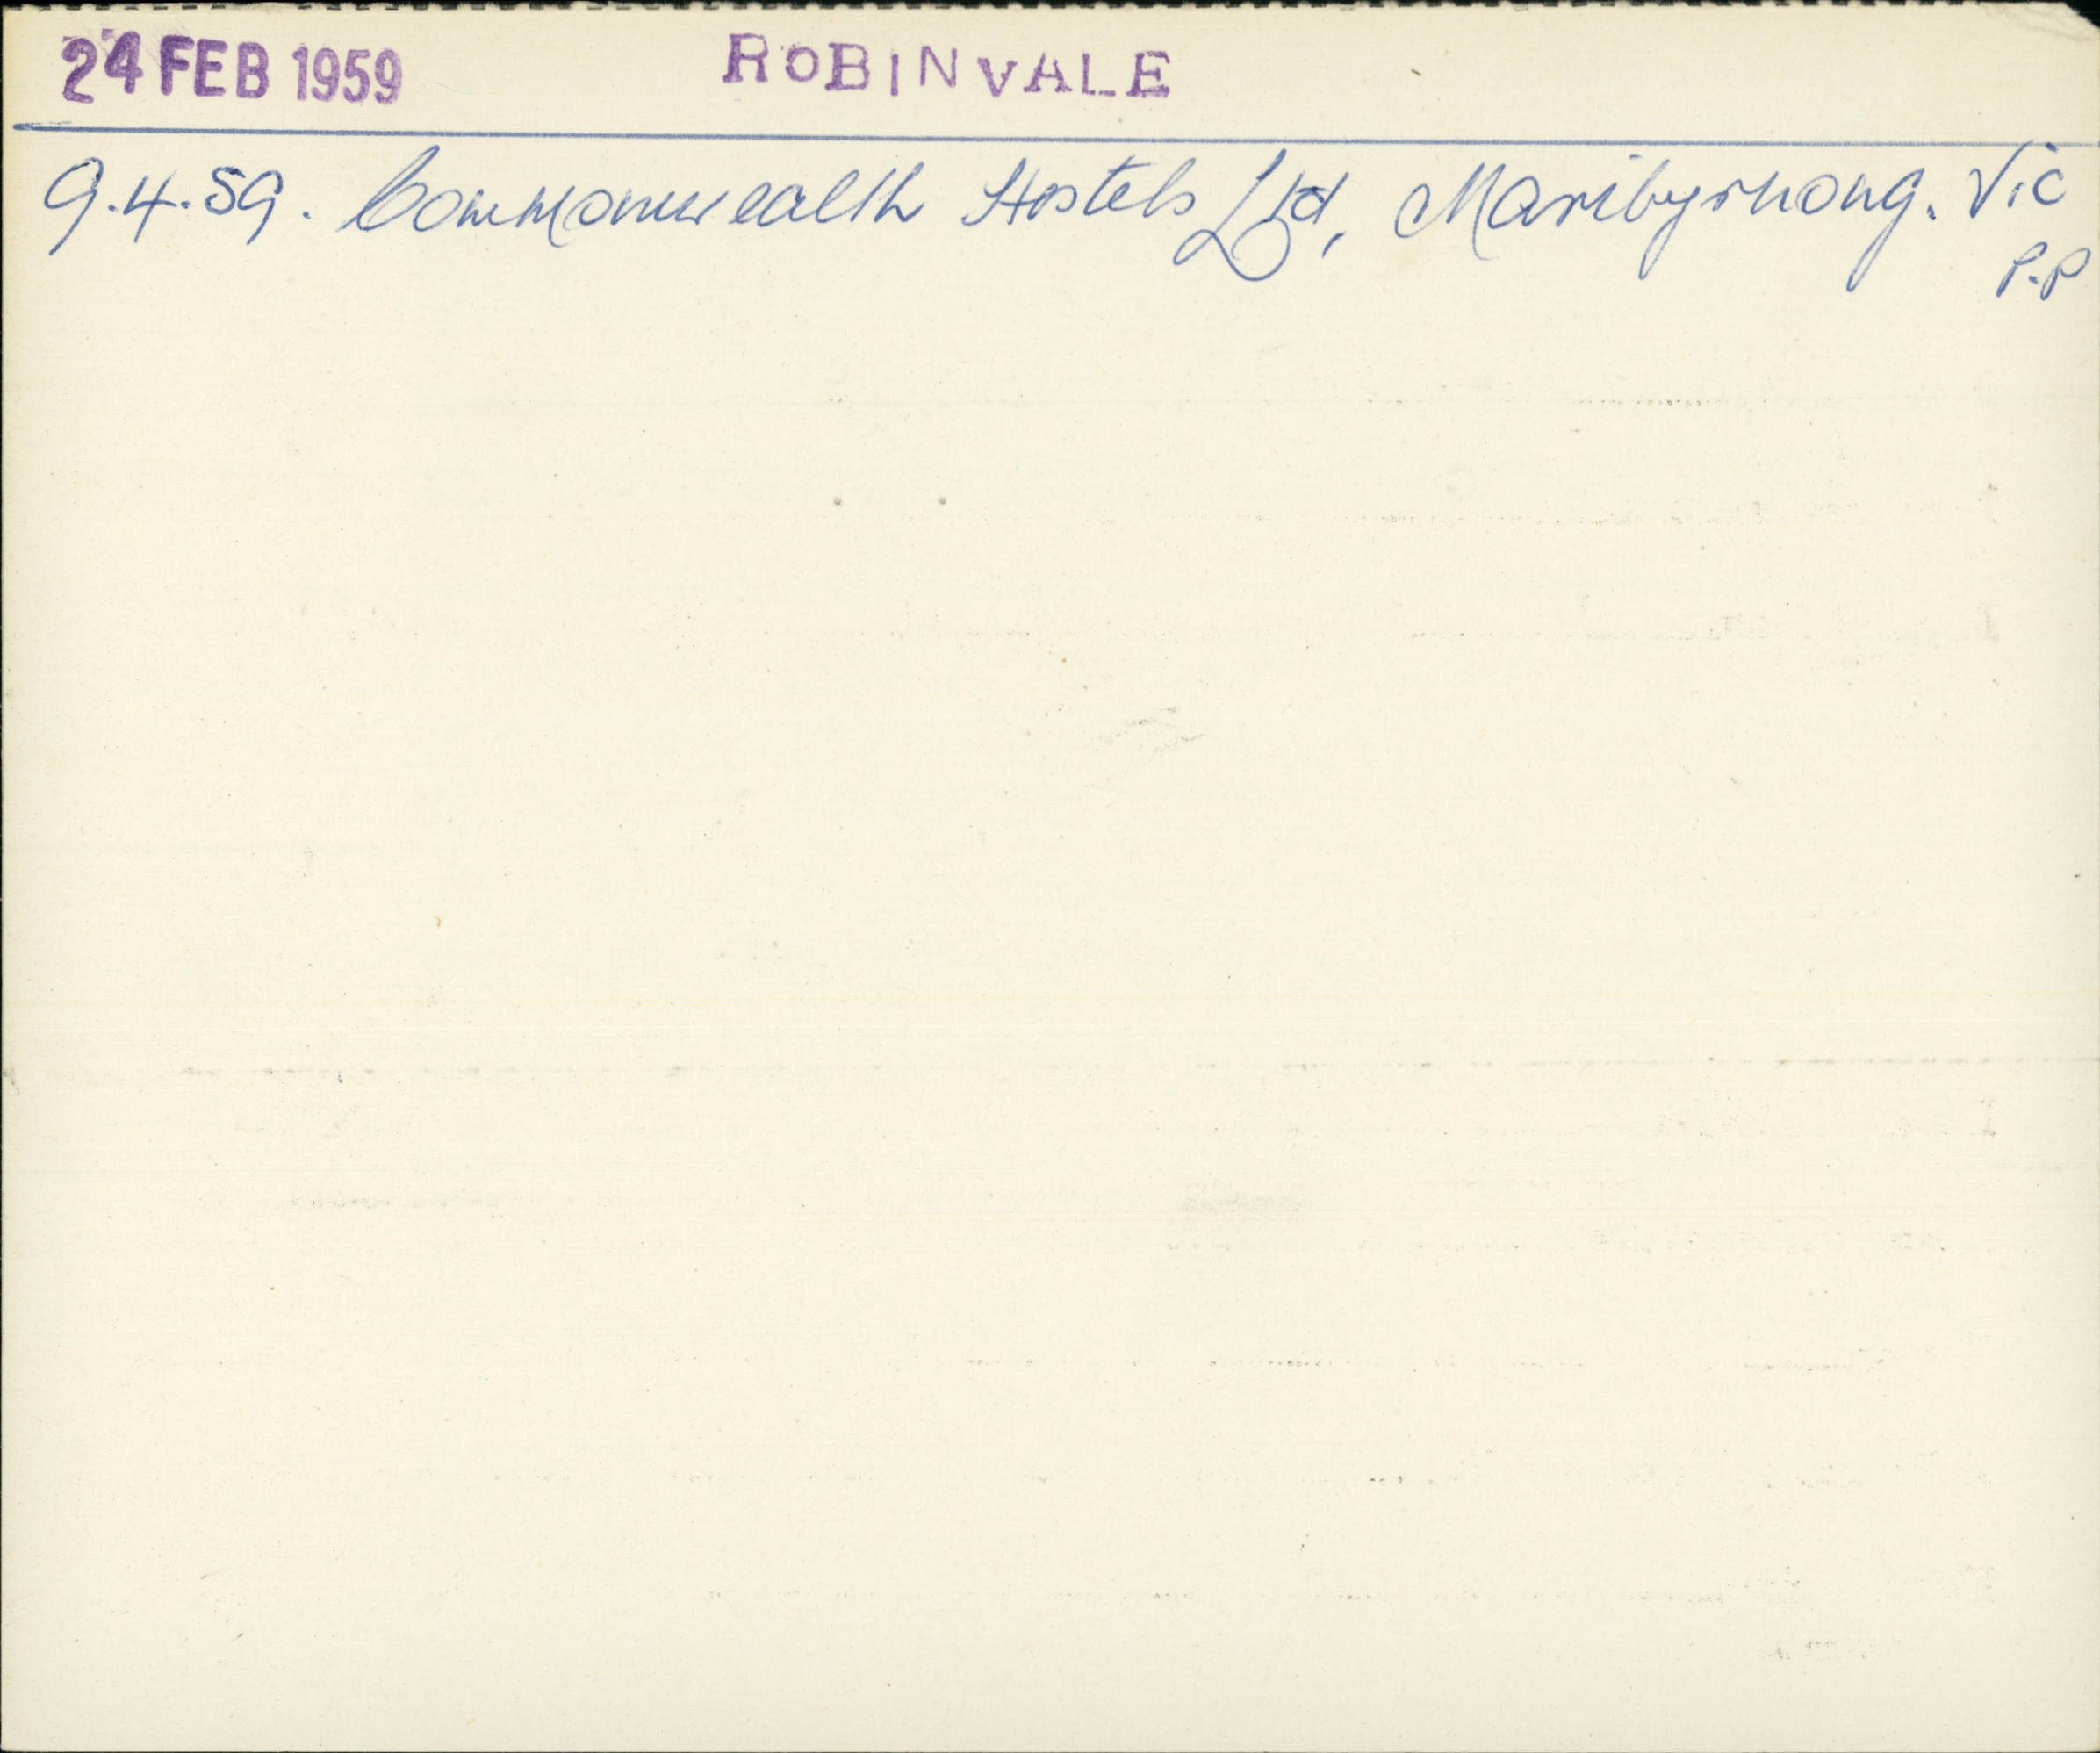 24 FEB 1959 ROBINVALE
9.4.59. Commonwealth Hostels Ltd, Maribyrnong. Vic
P.P